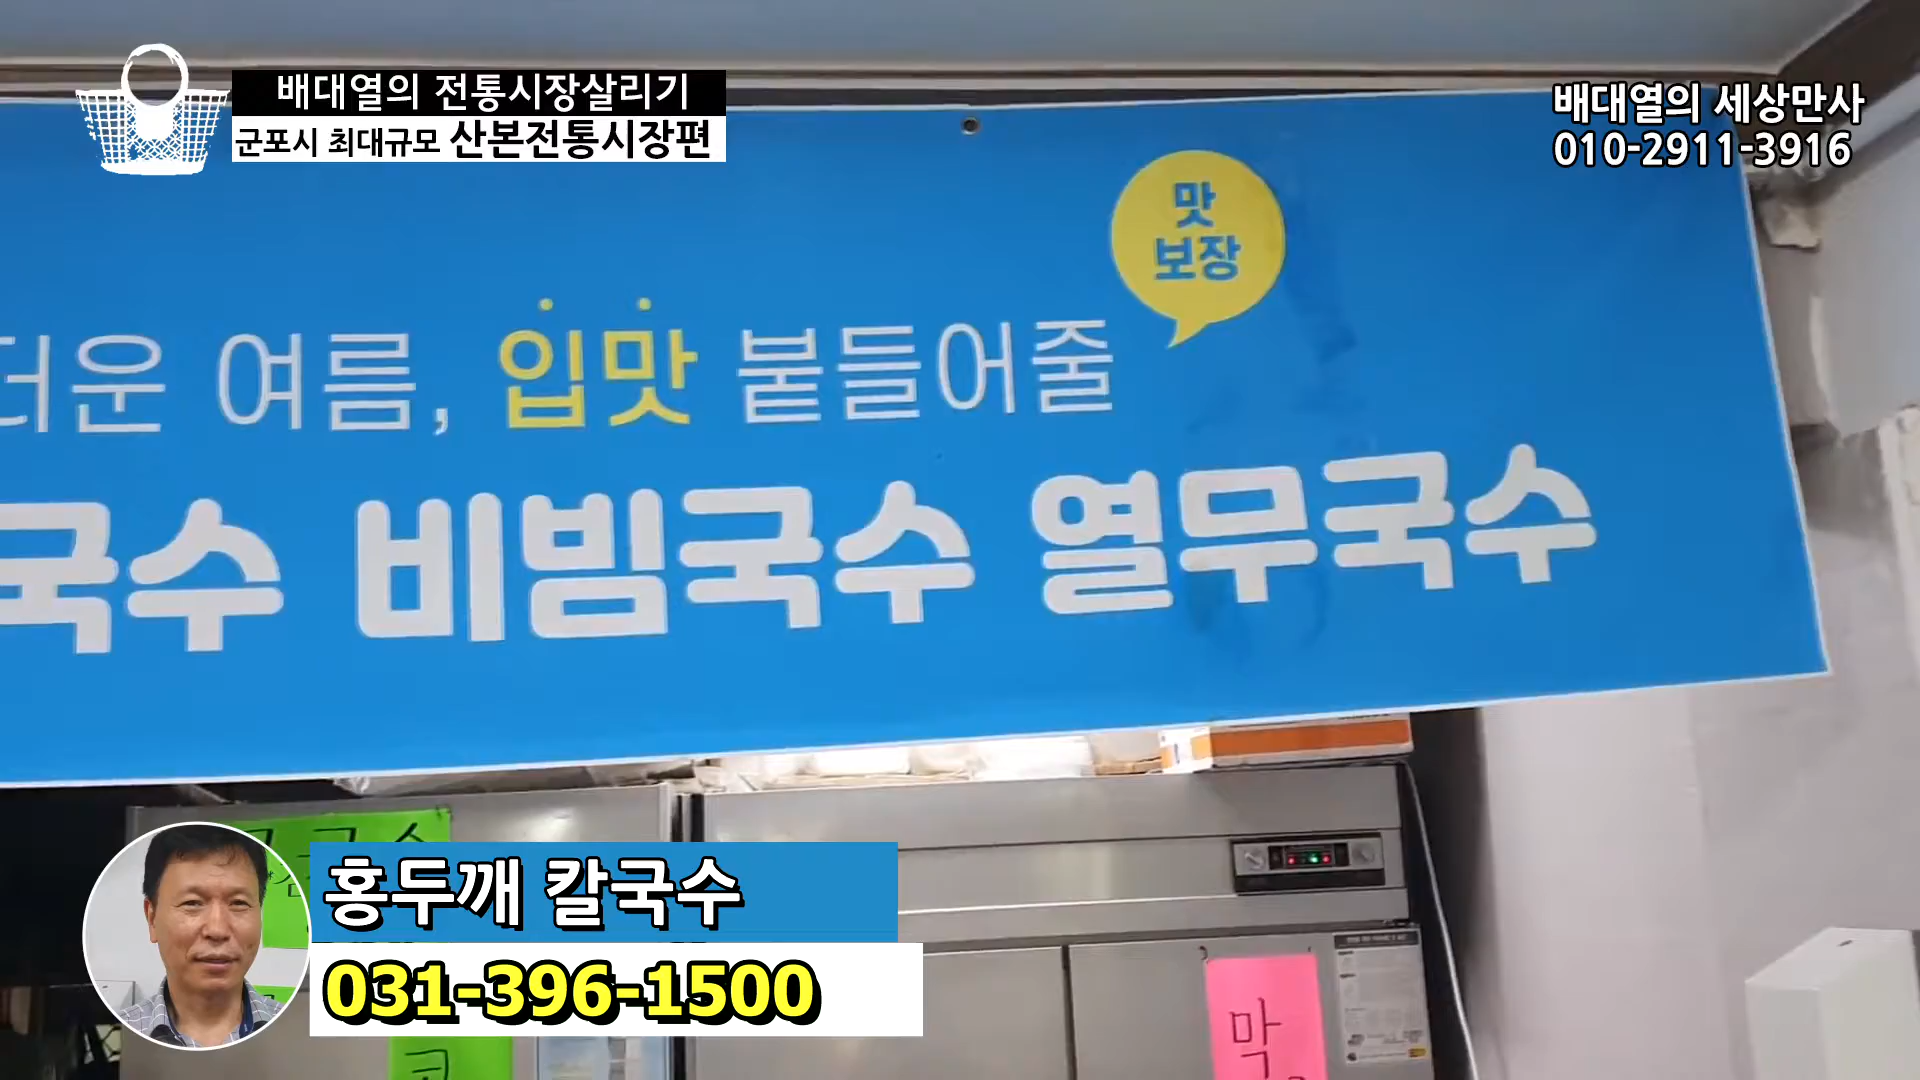 배대열의 전통시장살리기
군포시 최대규모 산본전통시장편
배대열의 세상만사
010-2911-3916
맛
보장
더운 여름, 입맛 붙들어줄
국수 비빔국수 열무국수
홍두깨 칼국수
031-396-1500
막